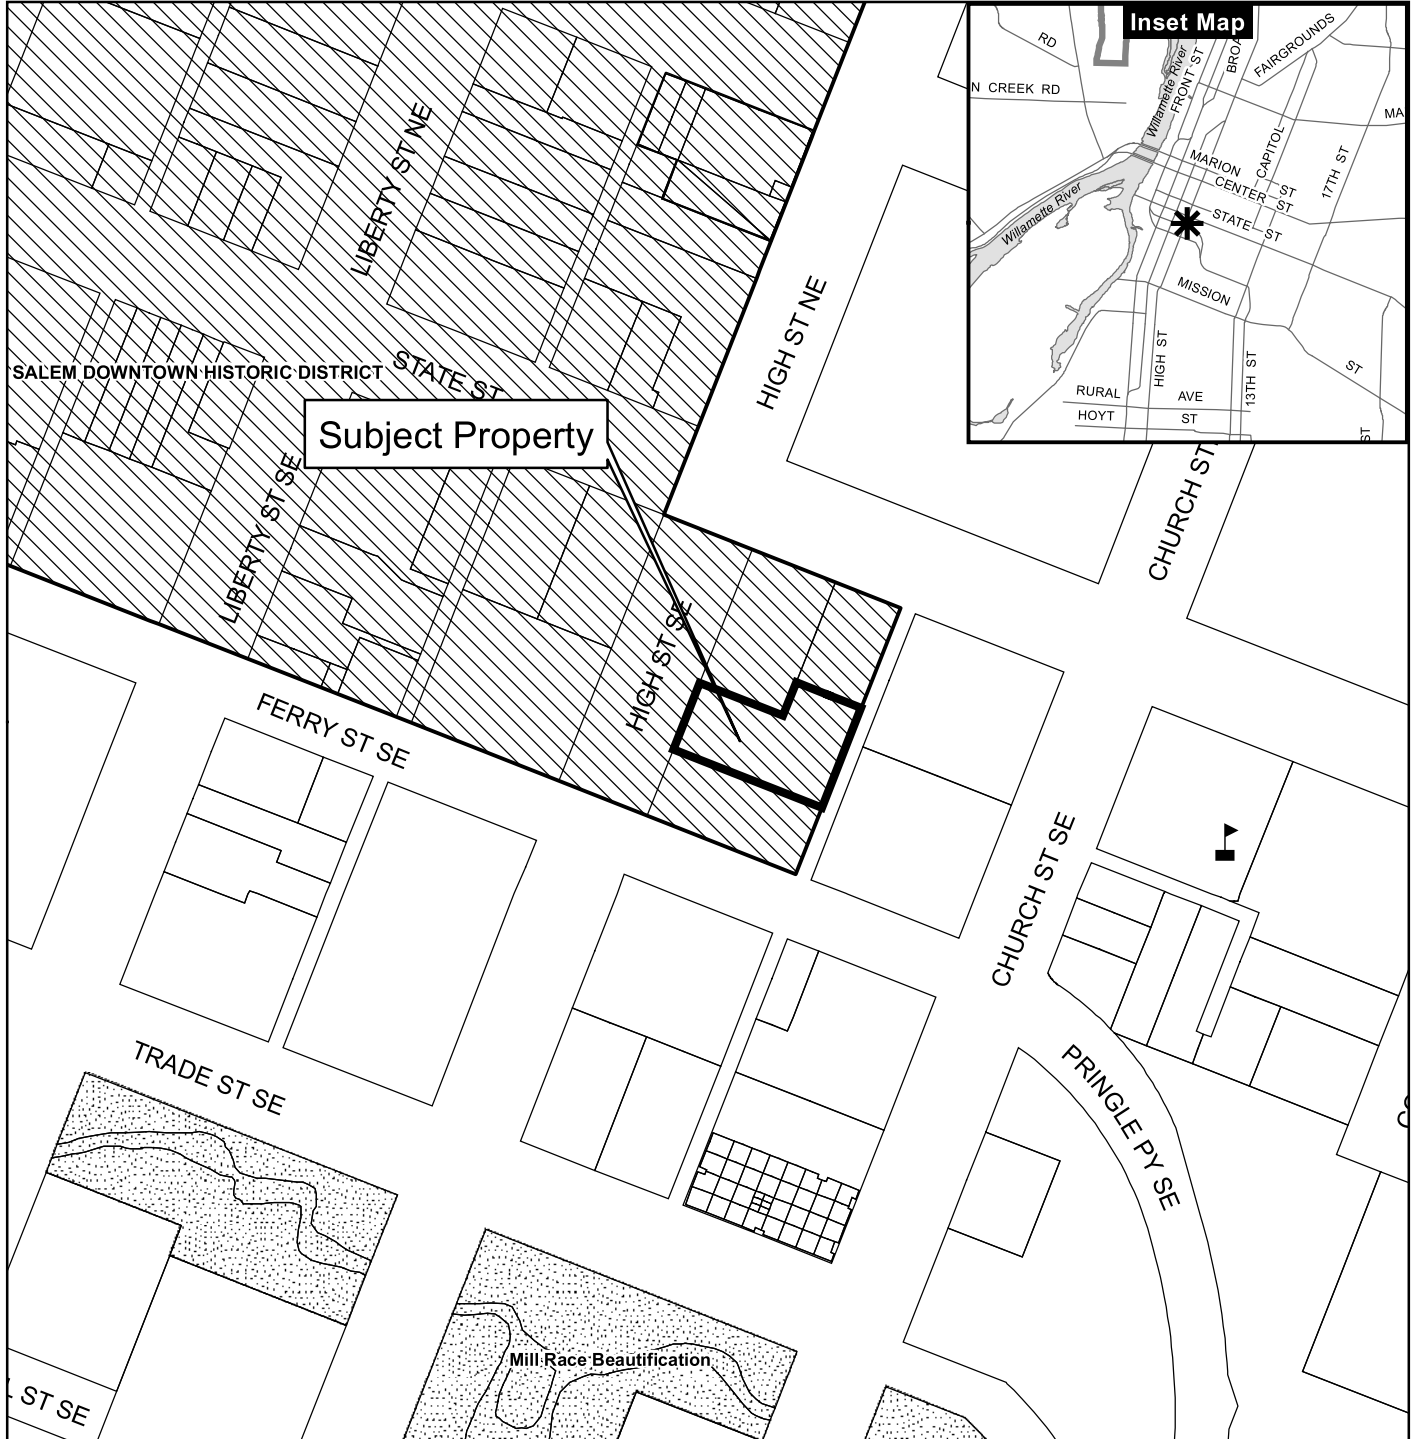 Inset Map
RD
N CREEK RD
Willamette River
FRONT ST
BROA
FAIRGROUNDS
MA
MARION ST
CENTER ST
STATE ST
CAPITOL
17TH ST
Willamette River
MISSION
ST
HIGH ST
13TH ST
RURAL AVE
HOYT ST
ST
LIBERTY ST NE
HIGH ST NE
SALEM DOWNTOWN HISTORIC DISTRICT
STATE ST
Subject Property
CHURCH ST
LIBERTY ST SE
HIGH ST SE
FERRY ST SE
CHURCH ST SE
TRADE ST SE
PRINGLE PY SE
Mill Race Beautification
ST SE